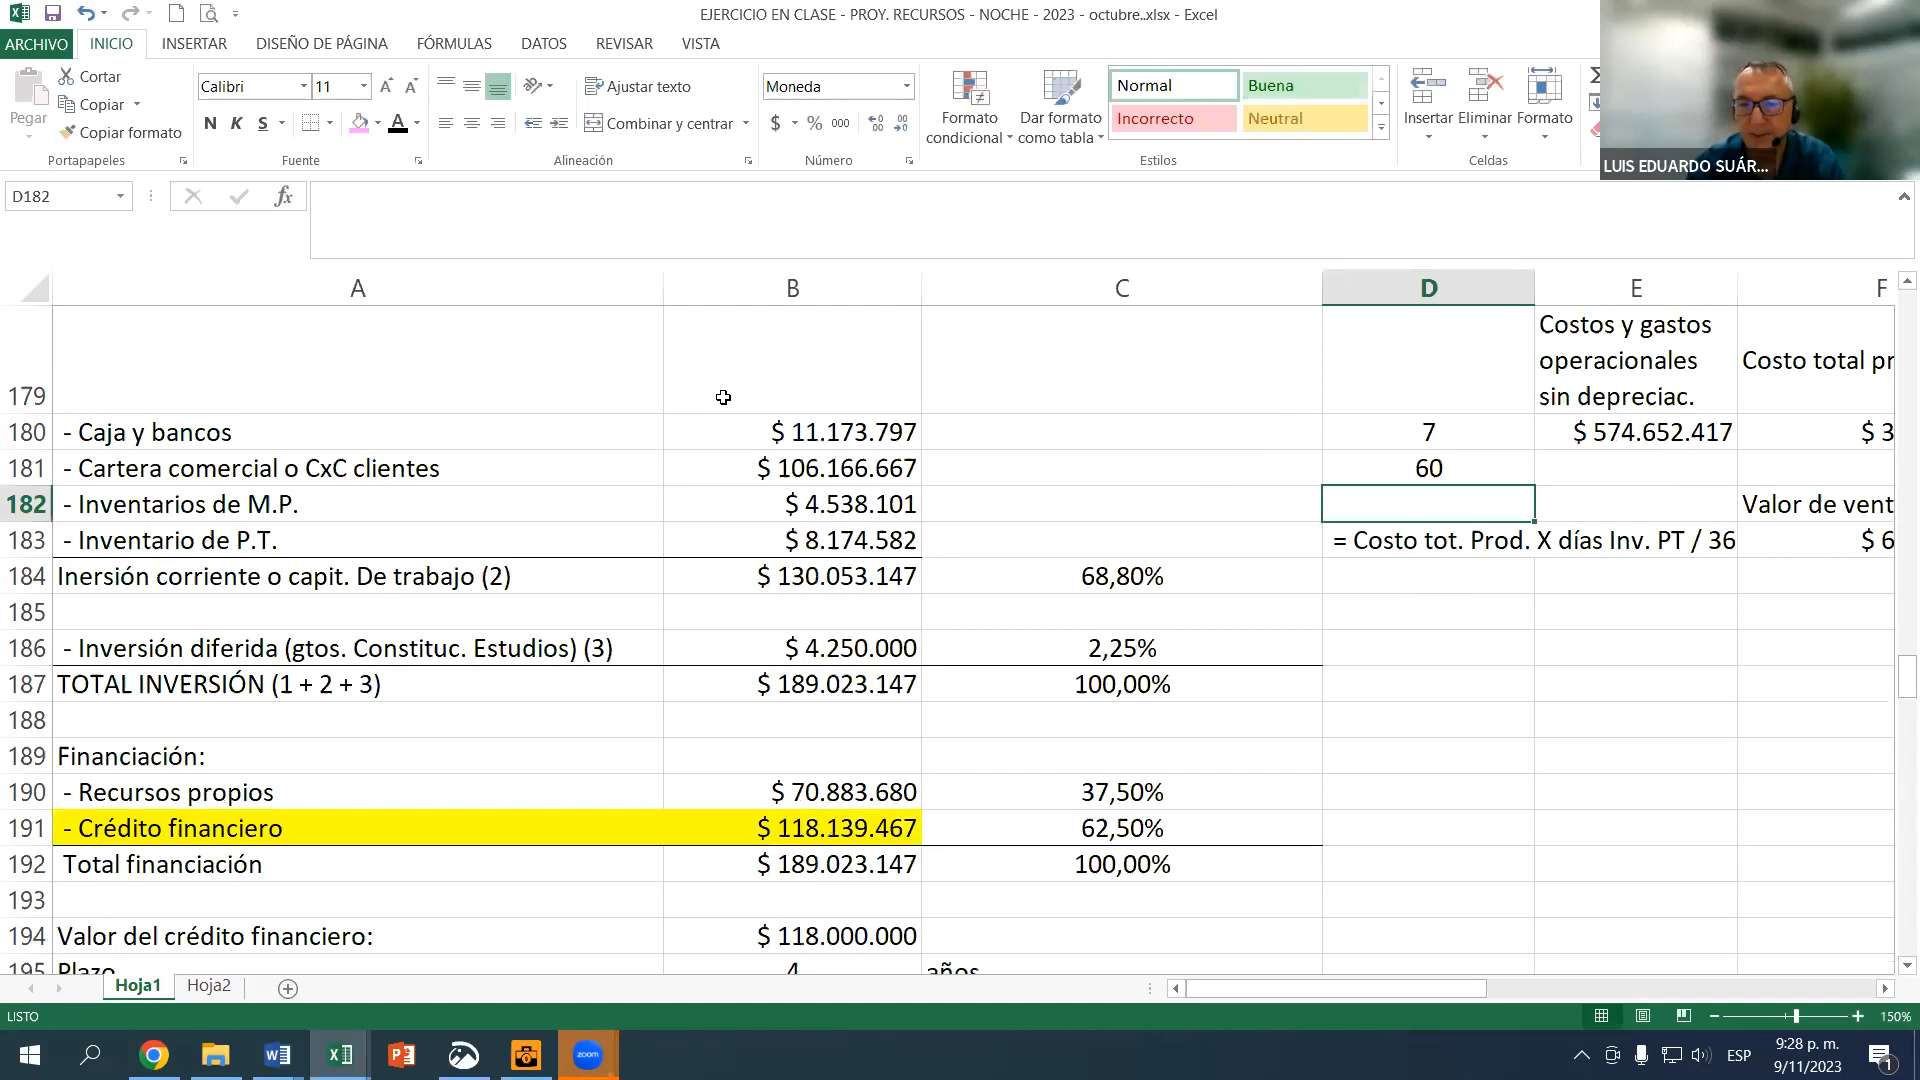 EJERCICIO EN CLASE - PROY. RECURSOS - NOCHE - 2023 - octubre..xlsx - Excel
ARCHIVO INICIO INSERTAR DISEÑO DE PÁGINA FÓRMULAS DATOS REVISAR VISTA
Pegar
Cortar
Copiar
Copiar formato
Portapapeles
Calibri 11
N K S
Fuente
Ajustar texto
Combinar y centrar
Alineación
Moneda
$ % 000
Número
Formato condicional
Dar formato como tabla
Normal Buena
Incorrecto Neutral
Estilos
Insertar Eliminar Formato
Celdas
LUIS EDUARDO SUÁR...
D182 fx
A B C D E F
179 Costos y gastos operacionales sin depreciac. Costo total pr
180 - Caja y bancos $ 11.173.797 7 $ 574.652.417 $ 3
181 - Cartera comercial o CxC clientes $ 106.166.667 60
182 - Inventarios de M.P. $ 4.538.101 Valor de vent
183 - Inventario de P.T. $ 8.174.582 = Costo tot. Prod. X días Inv. PT / 36 $ 6
184 Inersión corriente o capit. De trabajo (2) $ 130.053.147 68,80%
185
186 - Inversión diferida (gtos. Constituc. Estudios) (3) $ 4.250.000 2,25%
187 TOTAL INVERSIÓN (1 + 2 + 3) $ 189.023.147 100,00%
188
189 Financiación:
190 - Recursos propios $ 70.883.680 37,50%
191 - Crédito financiero $ 118.139.467 62,50%
192 Total financiación $ 189.023.147 100,00%
193
194 Valor del crédito financiero: $ 118.000.000
195 Plazo 4 años
Hoja1 Hoja2
LISTO 150%
zoom
ESP
9:28 p. m.
9/11/2023
1